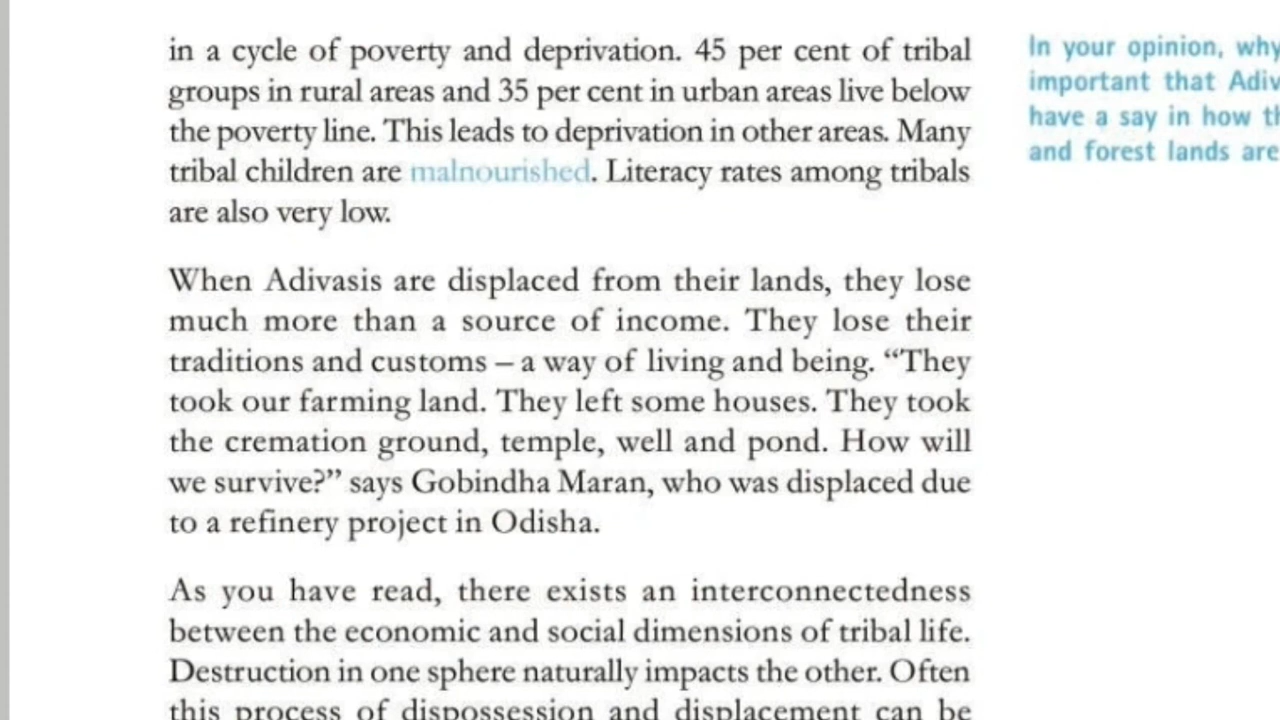 in a cycle of poverty and deprivation. 45 per cent of tribal
groups in rural areas and 35 per cent in urban areas live below
the poverty line. This leads to deprivation in other areas. Many
tribal children are malnourished. Literacy rates among tribals
are also very low.
When Adivasis are displaced from their lands, they lose
much more than a source of income. They lose their
traditions and customs – a way of living and being. “They
took our farming land. They left some houses. They took
the cremation ground, temple, well and pond. How will
we survive?” says Gobindha Maran, who was displaced due
to a refinery project in Odisha.
As you have read, there exists an interconnectedness
between the economic and social dimensions of tribal life.
Destruction in one sphere naturally impacts the other. Often
this process of dispossession and displacement can be
In your opinion, why
important that Adiv
have a say in how th
and forest lands are